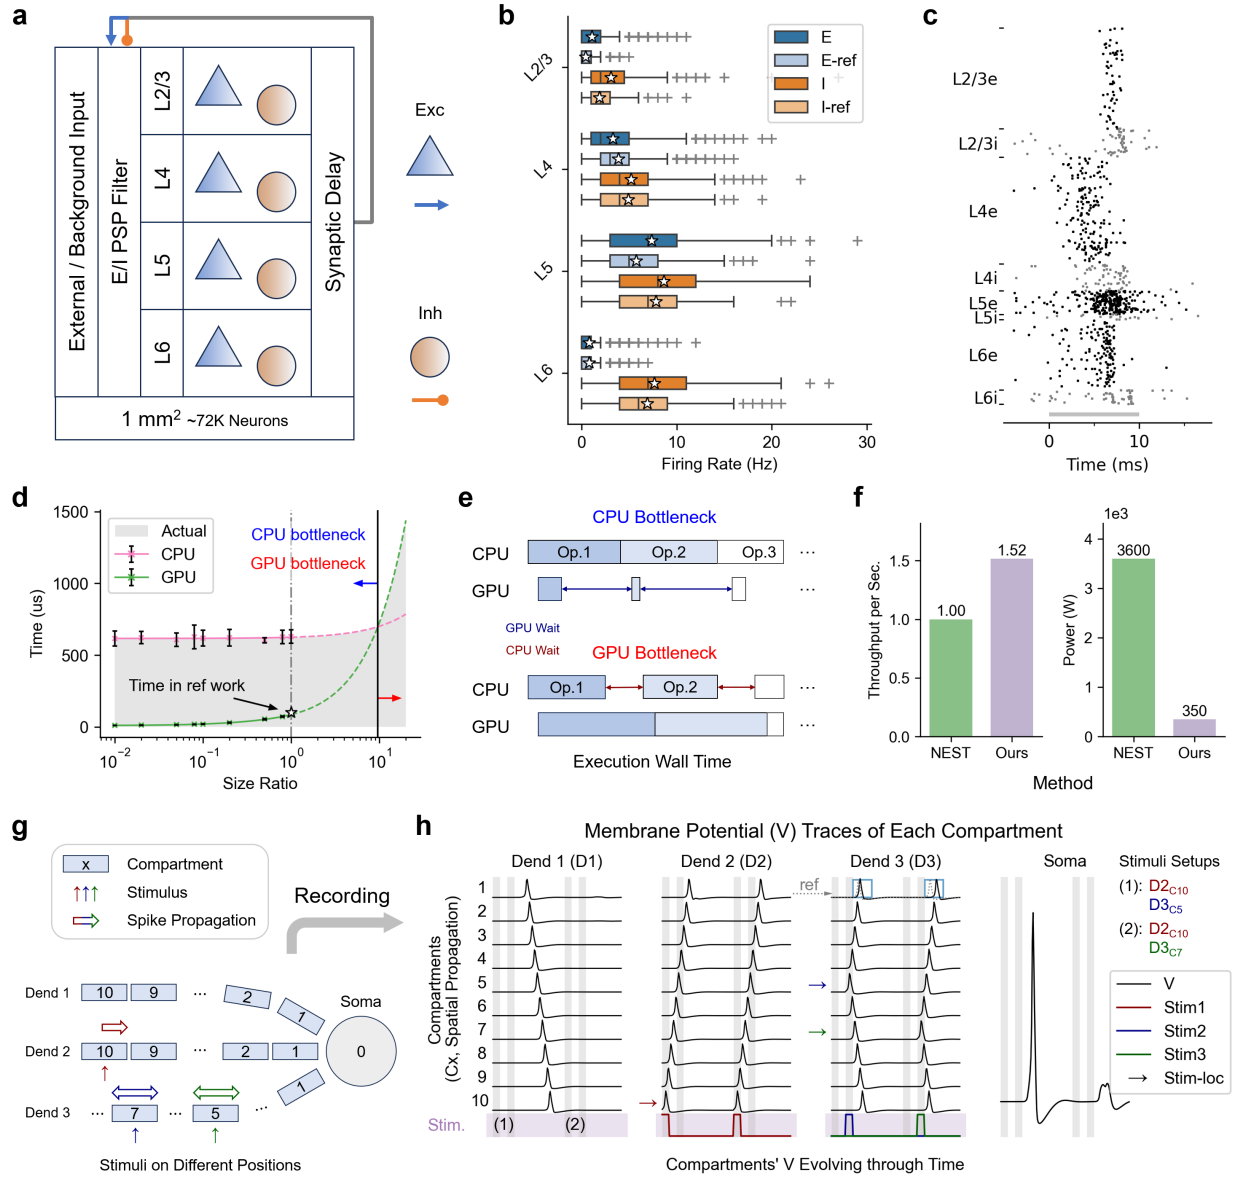 a
External / Background Input
E/I PSP Filter
L2/3
L4
L5
L6
Synaptic Delay
1 mm² ~72K Neurons
Exc
Inh
b
L2/3
L4
L5
L6
E
E-ref
I
I-ref
0 10 20 30
Firing Rate (Hz)
c
L2/3e
L2/3i
L4e
L4i
L5e
L5i
L6e
L6i
0 10
Time (ms)
d
1500
1000
500
0
Time (us)
Actual
CPU
GPU
CPU bottleneck
GPU bottleneck
Time in ref work
10⁻² 10⁻¹ 10⁰ 10¹
Size Ratio
e
CPU Bottleneck
CPU Op.1 Op.2 Op.3 ...
GPU ...
GPU Wait
CPU Wait
GPU Bottleneck
CPU Op.1 Op.2 ...
GPU ...
Execution Wall Time
f
Throughput per Sec.
1.5
1.0
0.5
0.0
1.00
1.52
NEST Ours
1e3
Power (W)
4
3
2
1
0
3600
350
NEST Ours
Method
g
x Compartment
Stimulus
Spike Propagation
Recording
Dend 1 10 9 ... 2 1
Soma
Dend 2 10 9 ... 2 1 0
Dend 3 ... 7 ... 5 ... 1
Stimuli on Different Positions
h
Membrane Potential (V) Traces of Each Compartment
Dend 1 (D1) Dend 2 (D2) Dend 3 (D3) Soma
Compartments
(Cx, Spatial Propagation)
1
2
3
4
5
6
7
8
9
10
ref
Stim. (1) (2)
Compartments' V Evolving through Time
Stimuli Setups
(1): D2C10
D3C5
(2): D2C10
D3C7
V
Stim1
Stim2
Stim3
Stim-loc